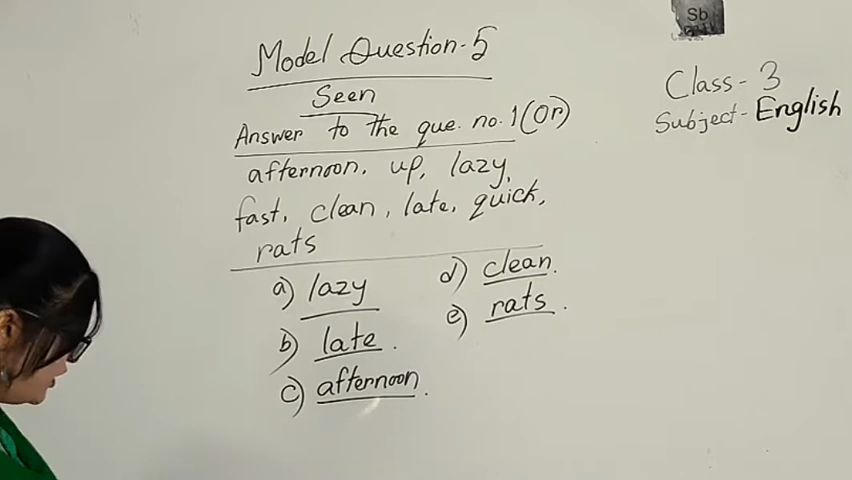 Model Question-5
Seen
Answer to the que. no. 1(Or)
afternoon, up, lazy,
fast, clean, late, quick,
rats
a) lazy
b) late.
c) afternoon.
d) clean.
e) rats.
Class-3
Subject-English
Sb